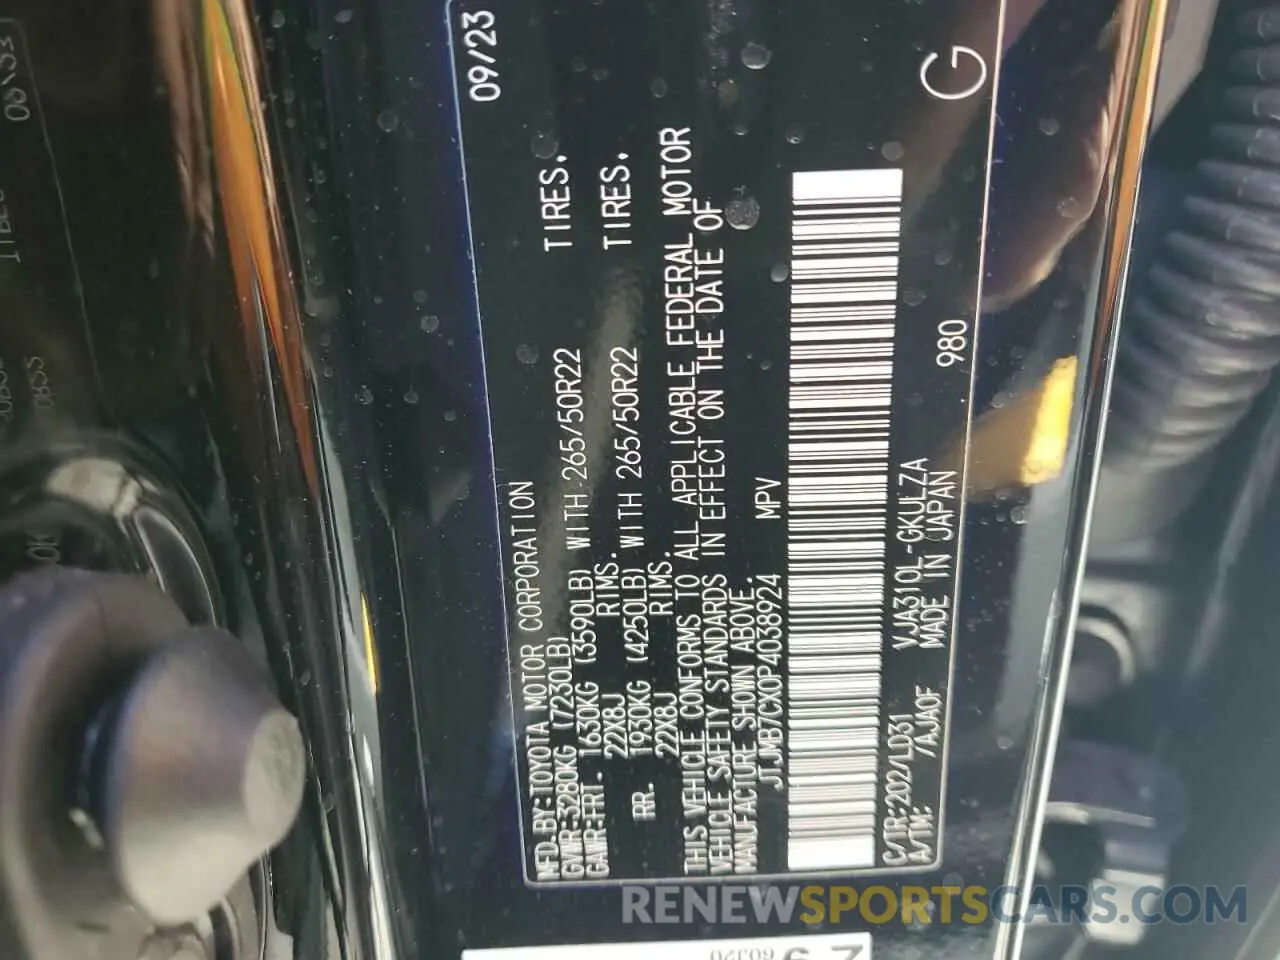 MFD. BY: TOYOTA MOTOR CORPORATION 09/23
GVWR: 3280KG (7230LB)
GAWR: FRT. 1630KG (3590LB) WITH 265/50R22 TIRES.
22X8J RIMS.
RR. 1930KG (4250LB) WITH 265/50R22 TIRES.
22X8J RIMS.
THIS VEHICLE CONFORMS TO ALL APPLICABLE FEDERAL MOTOR
VEHICLE SAFETY STANDARDS IN EFFECT ON THE DATE OF
MANUFACTURE SHOWN ABOVE.
JTJMB7CX0P4038924 MPV
C/TR:202/LD31 VJA310L-GKULZA G
A/TM: /AJA0F MADE IN JAPAN 980
RENEWSPORTSCARS.COM